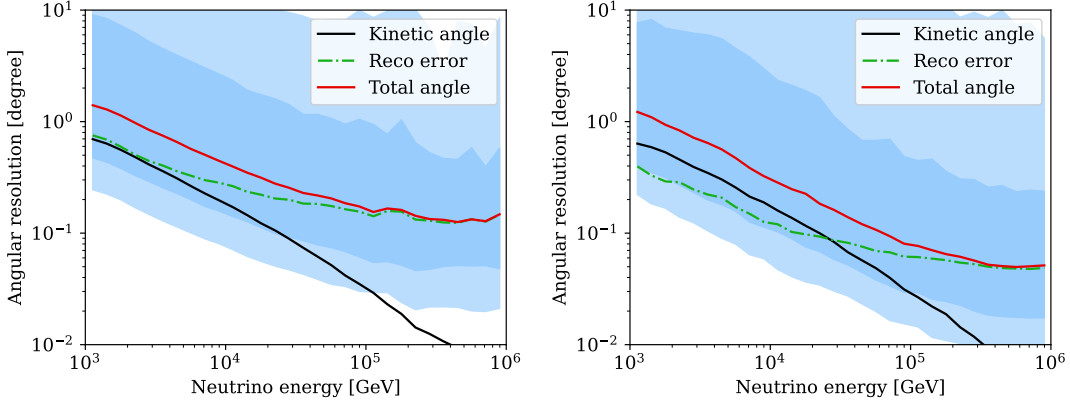 Angular resolution [degree]
10^1
10^0
10^-1
10^-2
Kinetic angle
Reco error
Total angle
10^3
10^4
10^5
10^6
Neutrino energy [GeV]
Angular resolution [degree]
10^1
10^0
10^-1
10^-2
Kinetic angle
Reco error
Total angle
10^3
10^4
10^5
10^6
Neutrino energy [GeV]